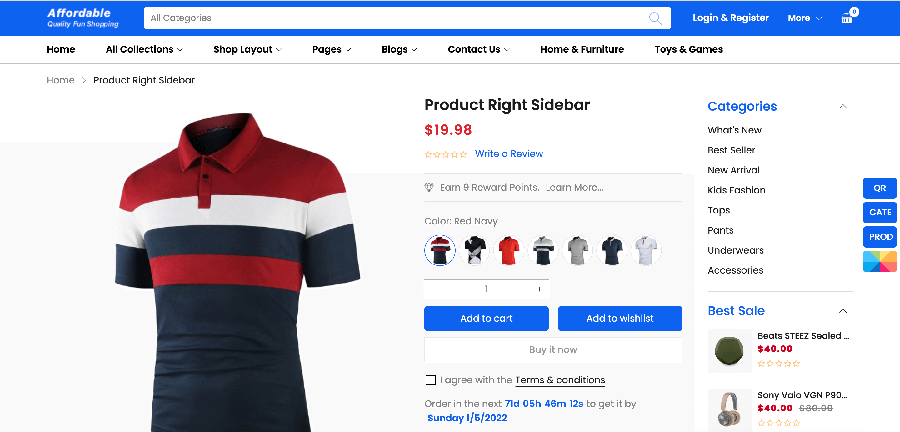 Affordable
Quality Fun Shopping
All Categories
Login & Register
More
0
Home
All Collections
Shop Layout
Pages
Blogs
Contact Us
Home & Furniture
Toys & Games
Home > Product Right Sidebar
Product Right Sidebar
$19.98
Write a Review
Earn 9 Reward Points. Learn More...
Color: Red Navy
1 +
Add to cart
Add to wishlist
Buy it now
I agree with the Terms & conditions
Order in the next 71d 05h 46m 12s to get it by
Sunday 1/5/2022
Categories
What's New
Best Seller
New Arrival
Kids Fashion
Tops
Pants
Underwears
Accessories
Best Sale
Beats STEEZ Sealed ...
$40.00
Sony Vaio VGN P90...
$40.00 $80.00
QR
CATE
PROD